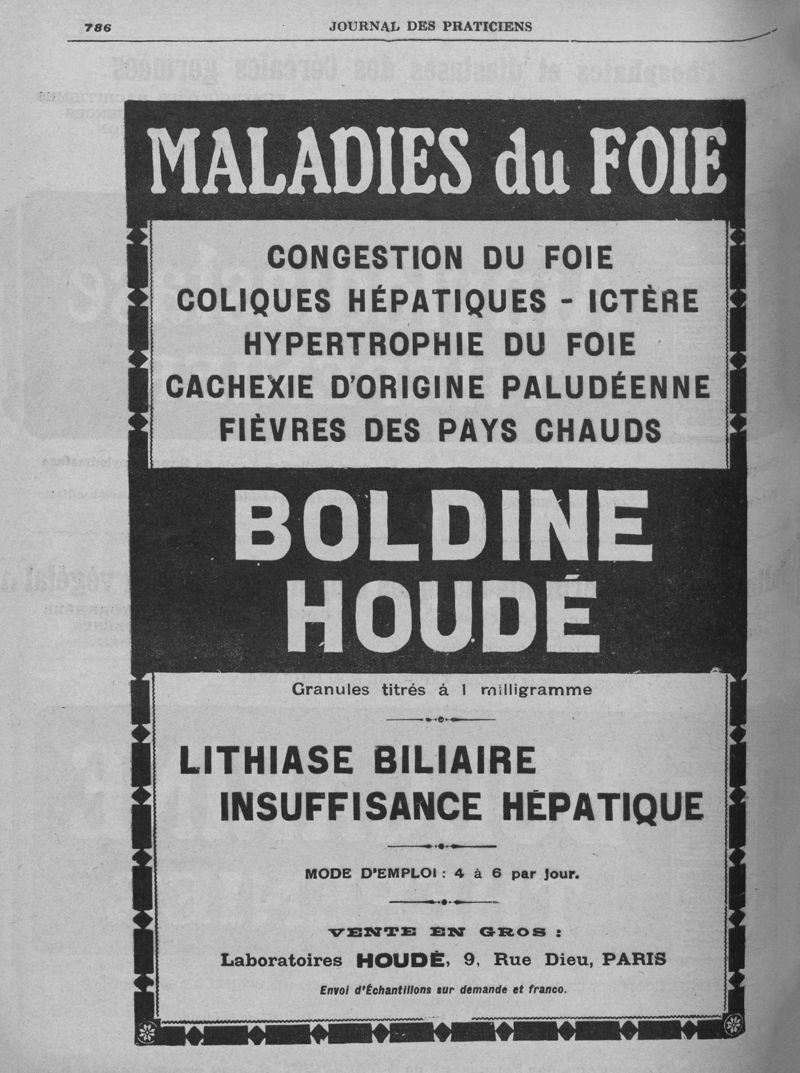 786
JOURNAL DES PRATICIENS
MALADIES du FOIE
CONGESTION DU FOIE
COLIQUES HÉPATIQUES - ICTÈRE
HYPERTROPHIE DU FOIE
CACHEXIE D'ORIGINE PALUDÉENNE
FIÈVRES DES PAYS CHAUDS
BOLDINE
HOUDÉ
Granules titrés à 1 milligramme
LITHIASE BILIAIRE
INSUFFISANCE HÉPATIQUE
MODE D'EMPLOI : 4 à 6 par jour.
VENTE EN GROS :
Laboratoires HOUDÉ, 9, Rue Dieu, PARIS
Envoi d'Échantillons sur demande et franco.